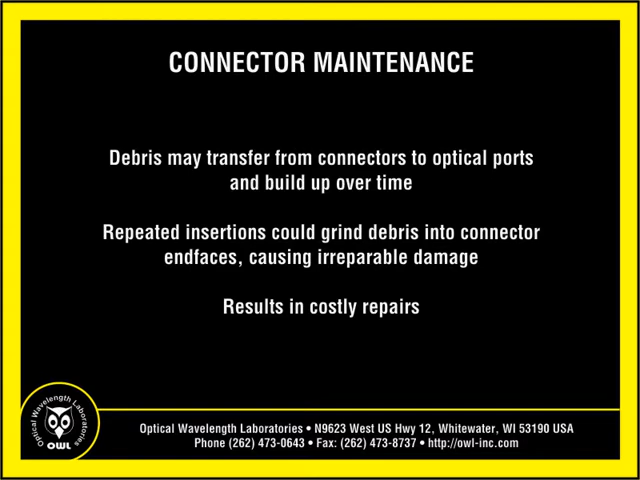 CONNECTOR MAINTENANCE
Debris may transfer from connectors to optical ports
and build up over time
Repeated insertions could grind debris into connector
endfaces, causing irreparable damage
Results in costly repairs
Optical Wavelength Laboratories
OWL
Optical Wavelength Laboratories • N9623 West US Hwy 12, Whitewater, WI 53190 USA
Phone (262) 473-0643 • Fax: (262) 473-8737 • http://owl-inc.com